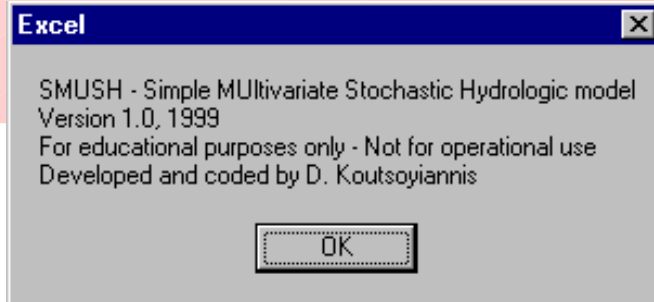 Excel
SMUSH - Simple MUltivariate Stochastic Hydrologic model
Version 1.0, 1999
For educational purposes only - Not for operational use
Developed and coded by D. Koutsoyiannis
OK